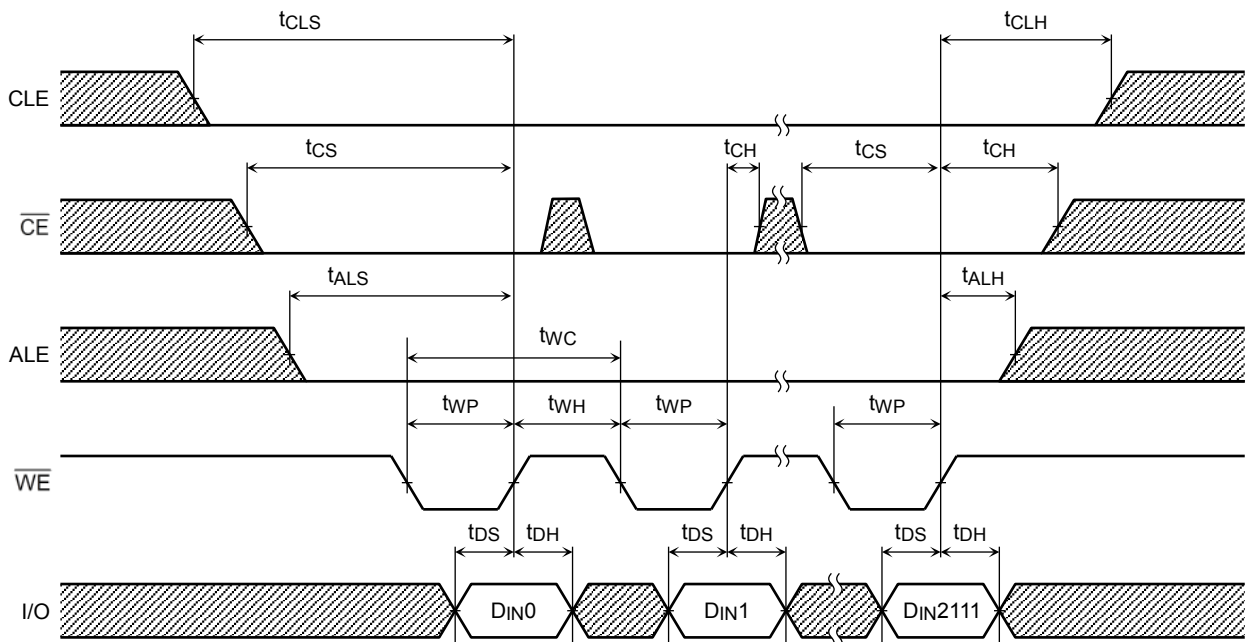 tCLS
tCLH
CLE
tCS
tCH
tCS
tCH
CE
tALS
tALH
tWC
ALE
tWP
tWH
tWP
tWP
WE
tDS
tDH
tDS
tDH
tDS
tDH
I/O
DIN0
DIN1
DIN2111